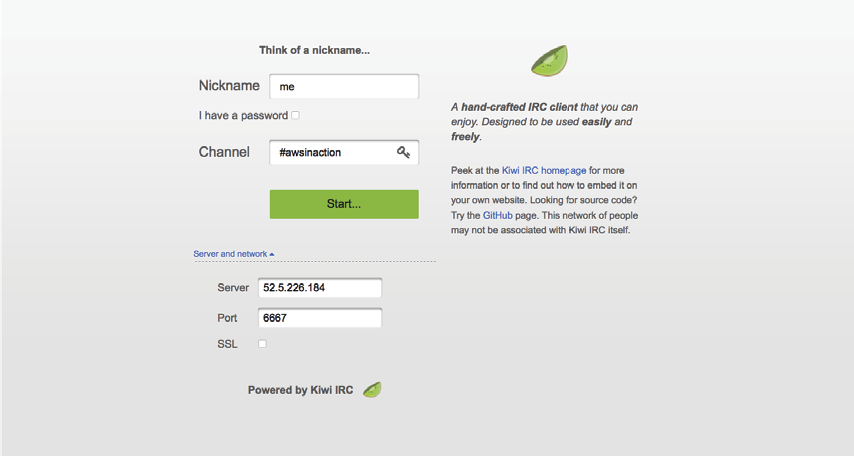 Think of a nickname...
Nickname me
I have a password
Channel #awsinaction
Start...
Server and network
Server 52.5.226.184
Port 6667
SSL
Powered by Kiwi IRC
A hand-crafted IRC client that you can
enjoy. Designed to be used easily and
freely.
Peek at the Kiwi IRC homepage for more
information or to find out how to embed it on
your own website. Looking for source code?
Try the GitHub page. This network of people
may not be associated with Kiwi IRC itself.